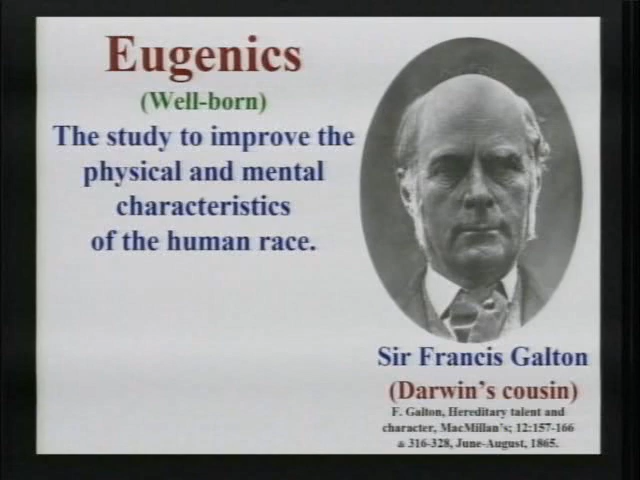 Eugenics
(Well-born)
The study to improve the
physical and mental
characteristics
of the human race.
Sir Francis Galton
(Darwin's cousin)
F. Galton, Hereditary talent and
character, MacMillan's; 12:157-166
& 316-328, June-August, 1865.